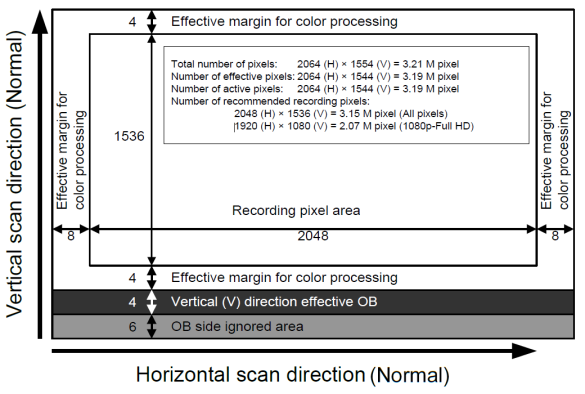 4 Effective margin for color processing
Total number of pixels: 2064 (H) × 1554 (V) = 3.21 M pixel
Number of effective pixels: 2064 (H) × 1544 (V) = 3.19 M pixel
Number of active pixels: 2064 (H) × 1544 (V) = 3.19 M pixel
Number of recommended recording pixels:
2048 (H) × 1536 (V) = 3.15 M pixel (All pixels)
1920 (H) × 1080 (V) = 2.07 M pixel (1080p-Full HD)
Vertical scan direction (Normal)
Effective margin for
color processing
1536
Effective margin for
color processing
Recording pixel area
8 2048 8
4 Effective margin for color processing
4 Vertical (V) direction effective OB
6 OB side ignored area
Horizontal scan direction (Normal)